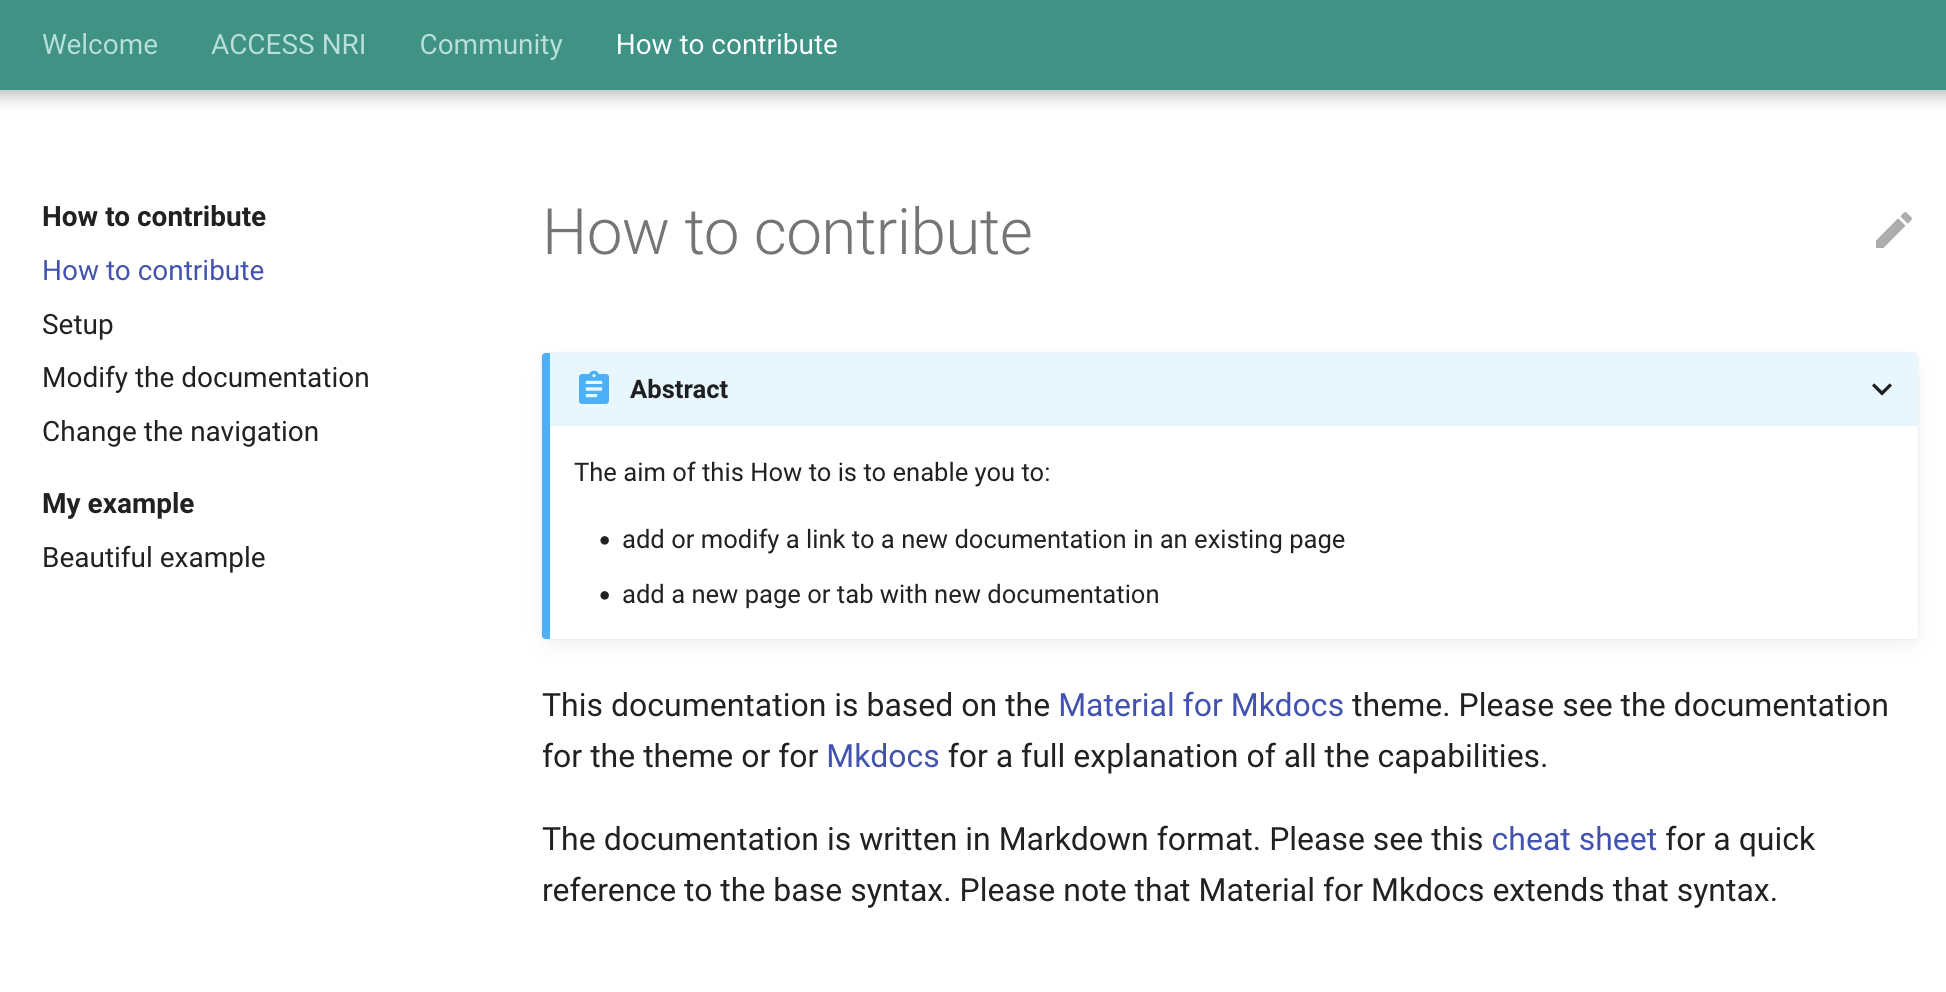 Welcome ACCESS NRI Community How to contribute
How to contribute
How to contribute
Setup
Modify the documentation
Change the navigation
My example
Beautiful example
How to contribute
Abstract
The aim of this How to is to enable you to:
• add or modify a link to a new documentation in an existing page
• add a new page or tab with new documentation
This documentation is based on the Material for Mkdocs theme. Please see the documentation
for the theme or for Mkdocs for a full explanation of all the capabilities.
The documentation is written in Markdown format. Please see this cheat sheet for a quick
reference to the base syntax. Please note that Material for Mkdocs extends that syntax.